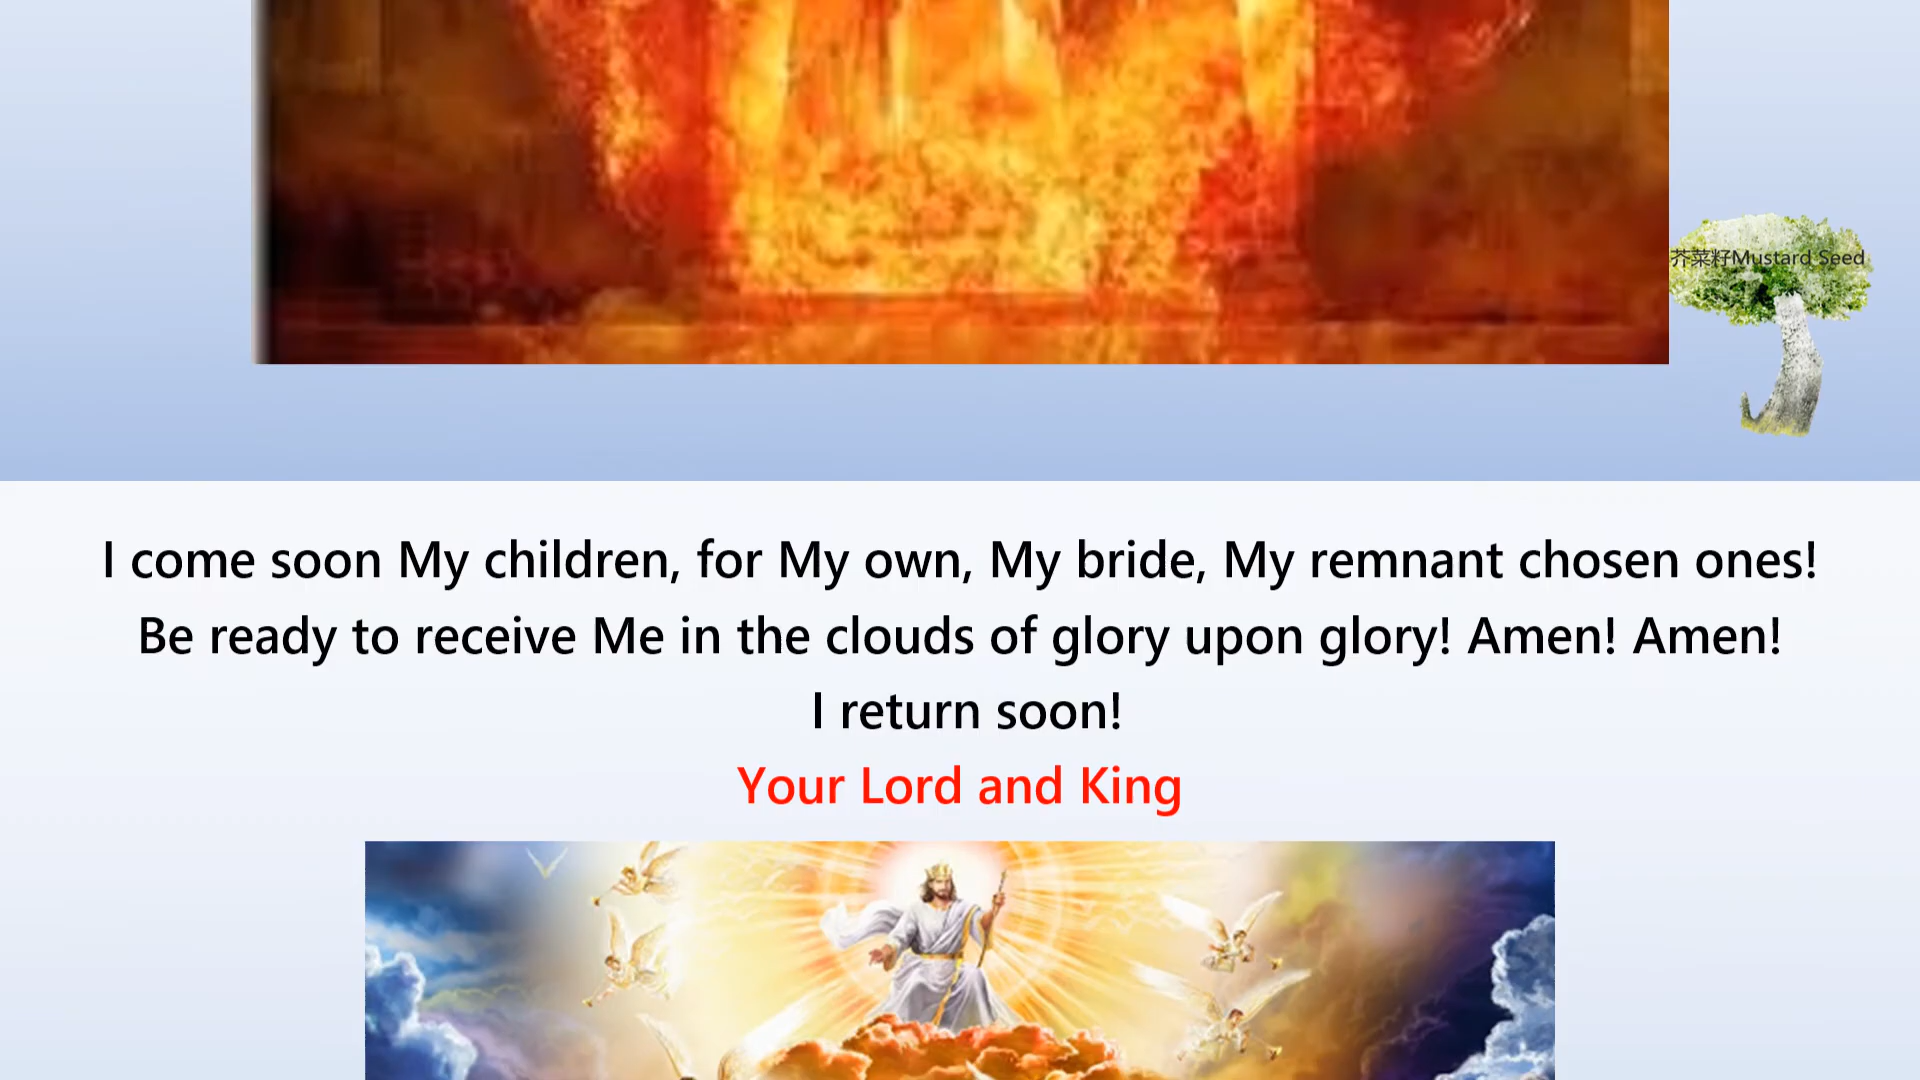 芥菜籽Mustard Seed
I come soon My children, for My own, My bride, My remnant chosen ones!
Be ready to receive Me in the clouds of glory upon glory! Amen! Amen!
I return soon!
Your Lord and King